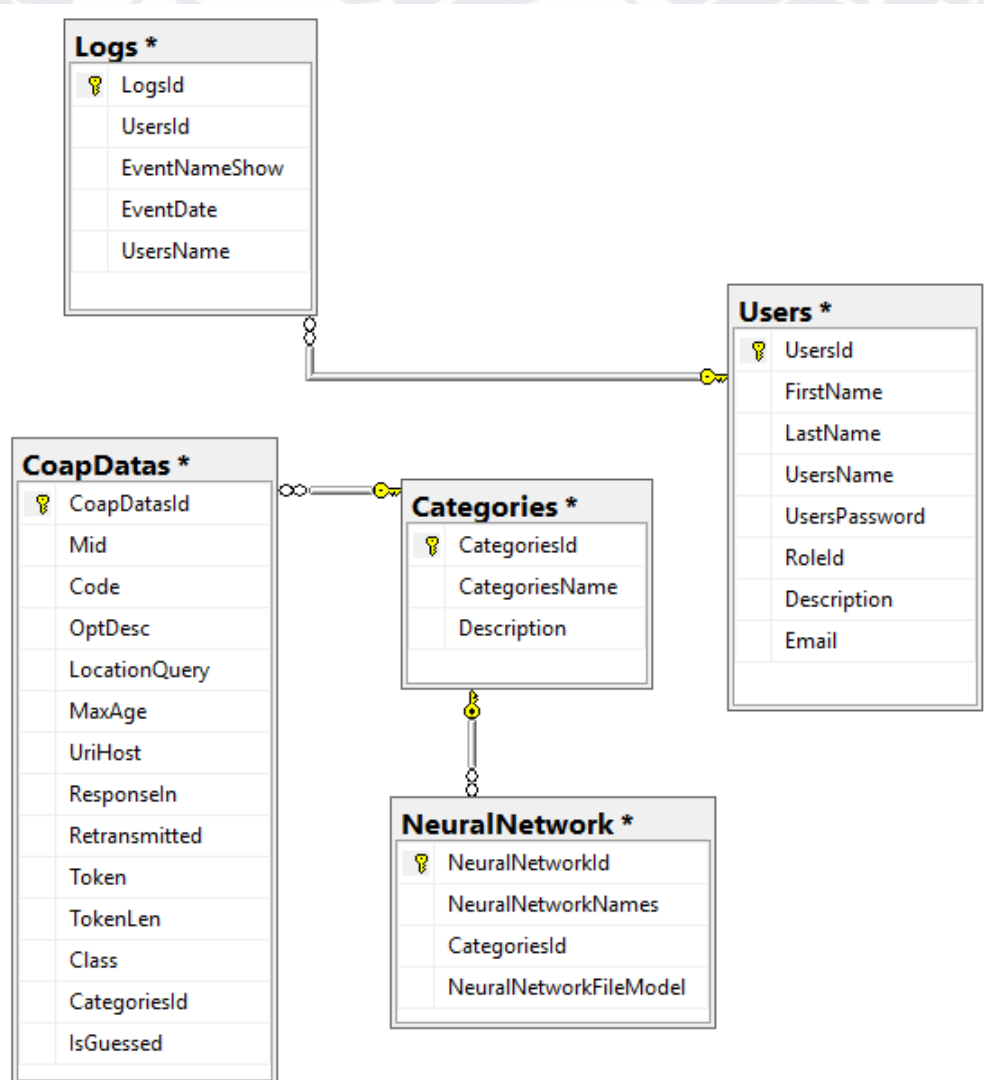 Logs *
LogsId
UsersId
EventNameShow
EventDate
UsersName
Users *
UsersId
FirstName
LastName
UsersName
UsersPassword
RoleId
Description
Email
CoapDatas *
CoapDatasId
Mid
Code
OptDesc
LocationQuery
MaxAge
UriHost
ResponseIn
Retransmitted
Token
TokenLen
Class
CategoriesId
IsGuessed
Categories *
CategoriesId
CategoriesName
Description
NeuralNetwork *
NeuralNetworkId
NeuralNetworkNames
CategoriesId
NeuralNetworkFileModel